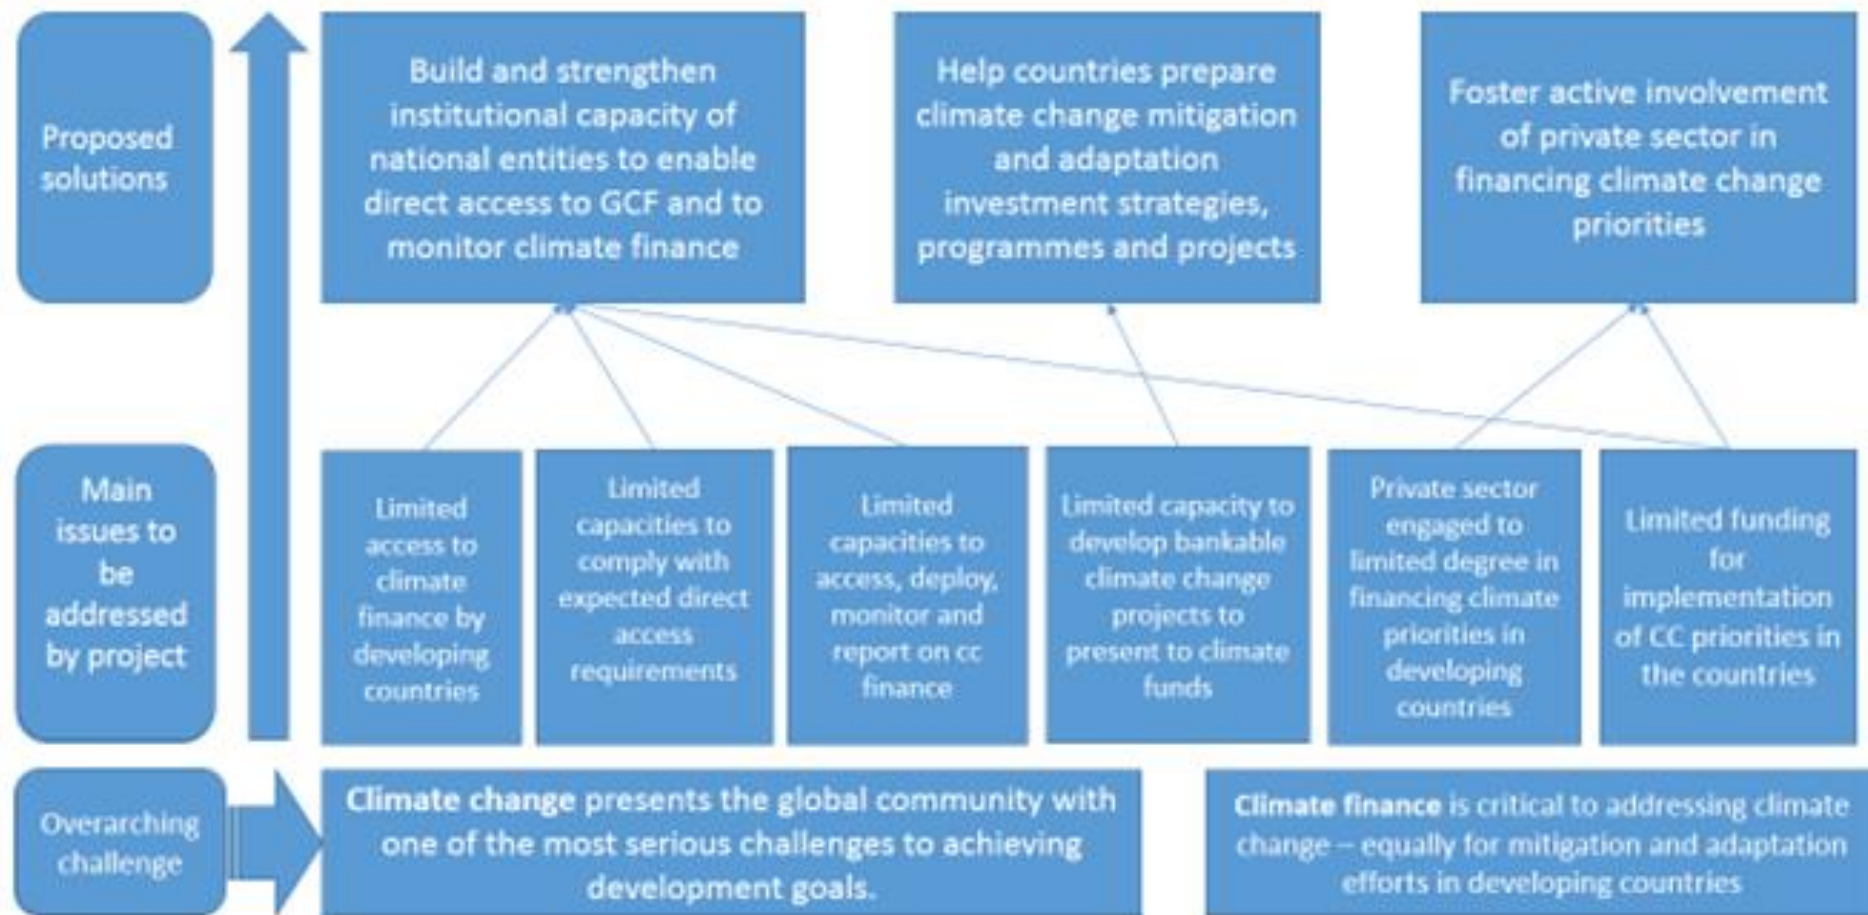 Proposed
solutions
Build and strengthen
institutional capacity of
national entities to enable
direct access to GCF and to
monitor climate finance
Help countries prepare
climate change mitigation
and adaptation
investment strategies,
programmes and projects
Foster active involvement
of private sector in
financing climate change
priorities
Main
issues to
be
addressed
by project
Limited
access to
climate
finance by
developing
countries
Limited
capacities to
comply with
expected direct
access
requirements
Limited
capacities to
access, deploy,
monitor and
report on cc
finance
Limited capacity to
develop bankable
climate change
projects to
present to climate
funds
Private sector
engaged to
limited degree in
financing climate
priorities in
developing
countries
Limited funding
for
implementation
of CC priorities in
the countries
Overarching
challenge
Climate change presents the global community with
one of the most serious challenges to achieving
development goals.
Climate finance is critical to addressing climate
change – equally for mitigation and adaptation
efforts in developing countries